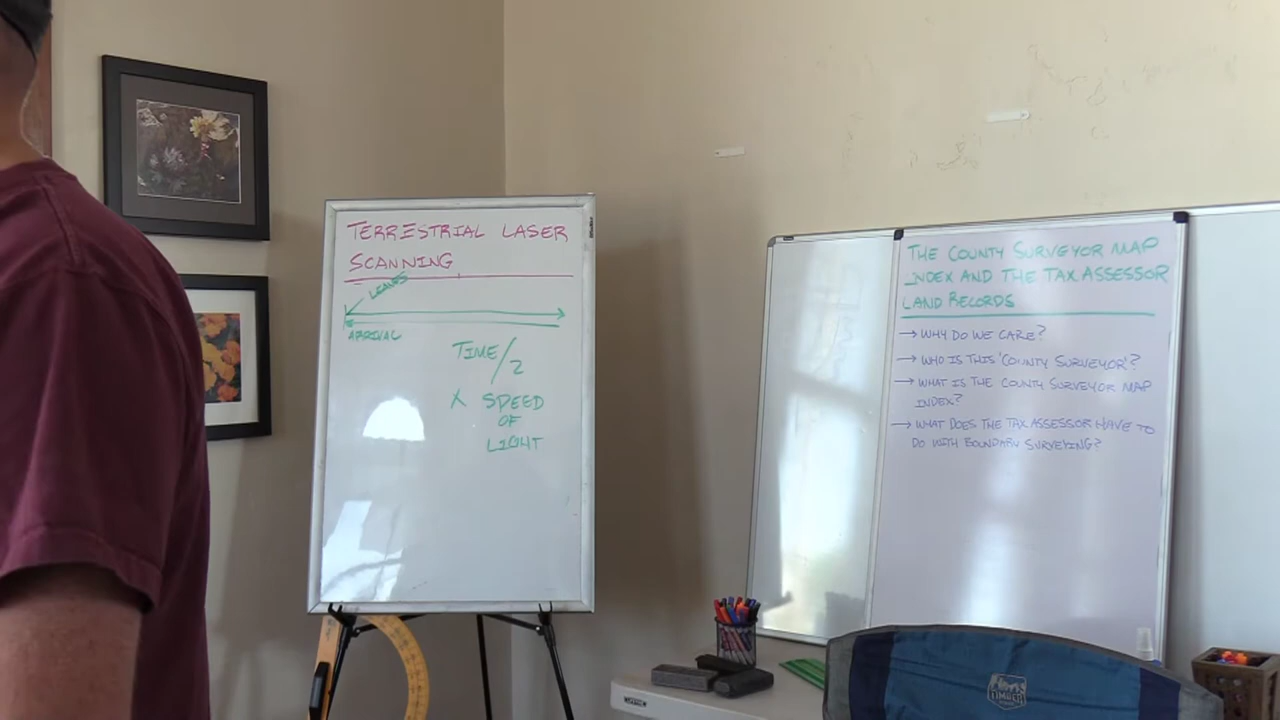 TERRESTRIAL LASER
SCANNING
LEAVES
ARRIVAL
TIME/2
X SPEED
OF
LIGHT
THE COUNTY SURVEYOR MAP
INDEX AND THE TAX ASSESSOR
LAND RECORDS
→ WHY DO WE CARE?
→ WHO IS THIS 'COUNTY SURVEYOR'?
→ WHAT IS THE COUNTY SURVEYOR MAP
INDEX?
→ WHAT DOES THE TAX ASSESSOR HAVE TO
DO WITH BOUNDARY SURVEYING?
TIMBER